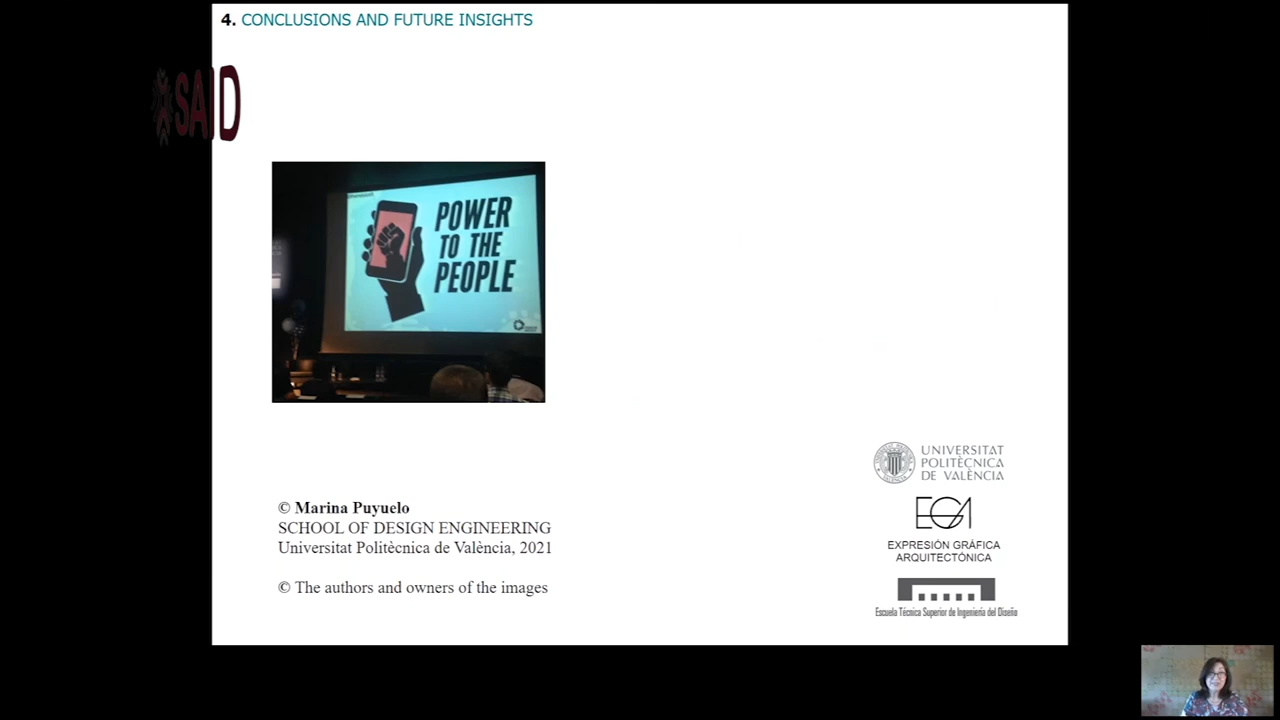 4. CONCLUSIONS AND FUTURE INSIGHTS
SAID
POWER
TO THE
PEOPLE
UNIVERSITAT
POLITÈCNICA
DE VALÈNCIA
EGA
EXPRESIÓN GRÁFICA
ARQUITECTÓNICA
Escuela Técnica Superior de Ingeniería del Diseño
© Marina Puyuelo
SCHOOL OF DESIGN ENGINEERING
Universitat Politècnica de València, 2021
© The authors and owners of the images